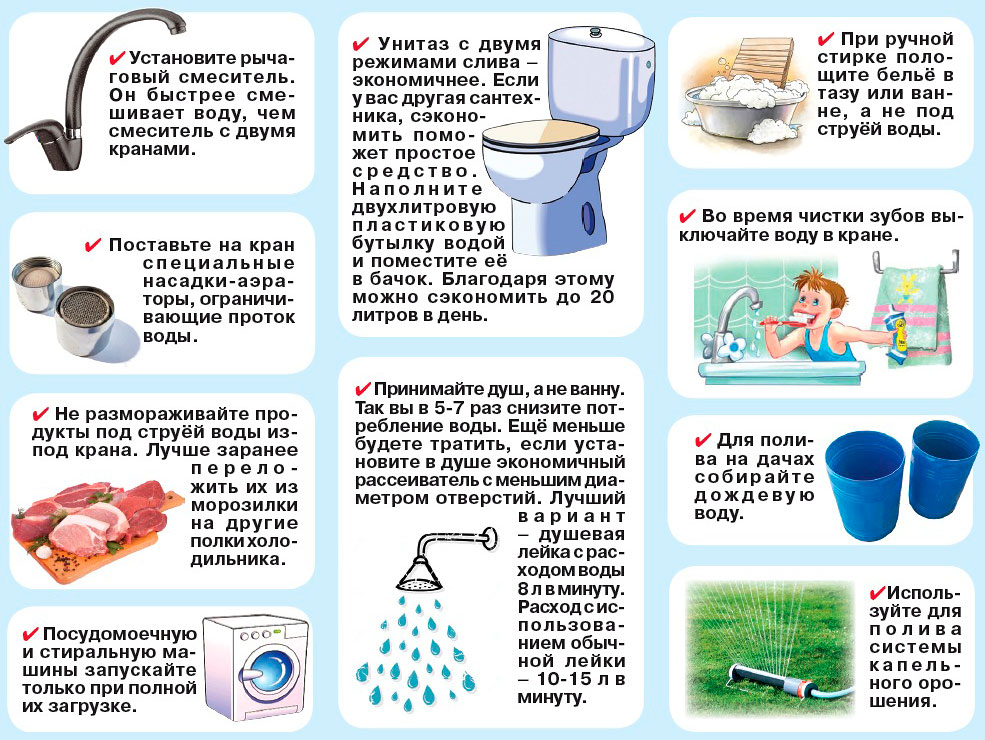 ✔ Установите рыча-
говый смеситель.
Он быстрее сме-
шивает воду, чем
смеситель с двумя
кранами.
✔ Поставьте на кран
специальные
насадки-аэра-
торы, ограничи-
вающие проток
воды.
✔ Не размораживайте про-
дукты под струёй воды из-
под крана. Лучше заранее
перело-
жить их из
морозилки
на другие
полки холо-
дильника.
✔ Посудомоечную
и стиральную ма-
шины запускайте
только при полной
их загрузке.
✔ Унитаз с двумя
режимами слива –
экономичнее. Если
у вас другая сантех-
ника, сэконо-
мить помо-
жет простое
средство.
Наполните
двухлитровую
пластиковую
бутылку водой
и поместите её
в бачок. Благодаря этому
можно сэкономить до 20
литров в день.
✔ Принимайте душ, а не ванну.
Так вы в 5-7 раз снизите пот-
ребление воды. Ещё меньше
будете тратить, если уста-
новите в душе экономичный
рассеиватель с меньшим диа-
метром отверстий. Лучший
вариант
– душевая
лейка с рас-
ходом воды
8 л в минуту.
Расход с ис-
пользова-
нием обыч-
ной лейки
– 10-15 л в
минуту.
✔ При ручной
стирке поло-
щите бельё в
тазу или ван-
не, а не под
струёй воды.
✔ Во время чистки зубов вы-
ключайте воду в кране.
✔ Для поли-
ва на дачах
собирайте
дождевую
воду.
✔ Исполь-
зуйте для
полива
системы
капель-
ного оро-
шения.